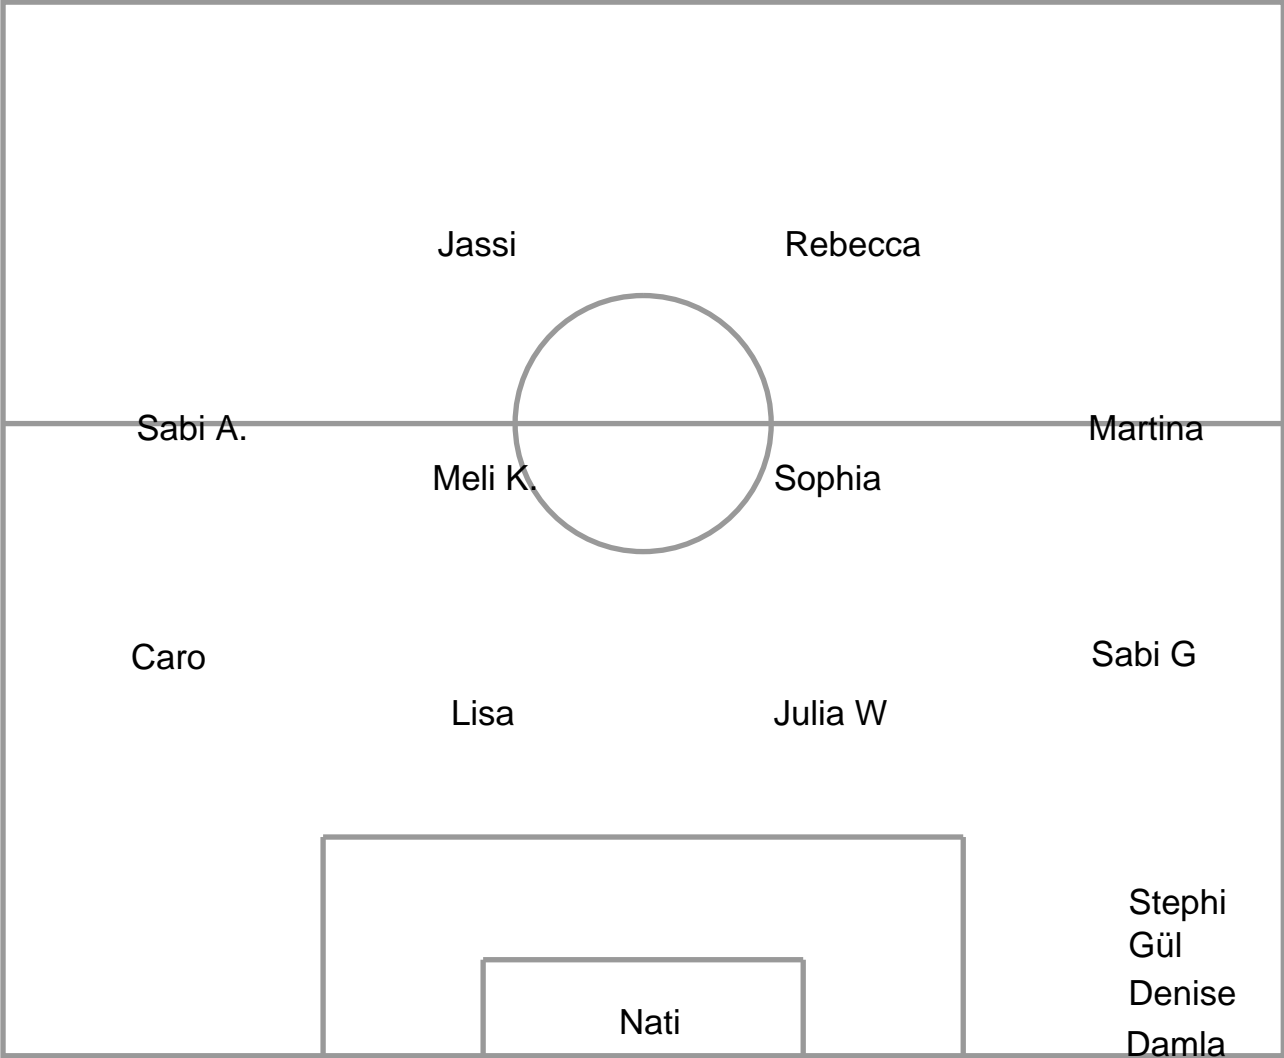 Jassi Rebecca
Sabi A. Martina
Meli K. Sophia
Caro Sabi G
Lisa Julia W
Stephi
Gül
Denise
Nati
Damla